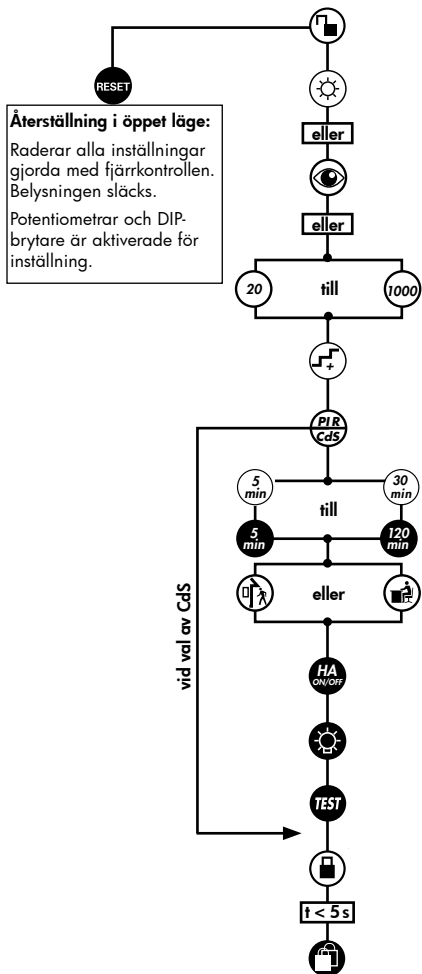 RESET
Återställning i öppet läge:
Raderar alla inställningar
gjorda med fjärrkontrollen.
Belysningen släcks.
Potentiometrar och DIP-
brytare är aktiverade för
inställning.
eller
eller
20 till 1000
+
PIR
CdS
5
min
30
min
till
5
min
120
min
eller
vid val av CdS
HA
ON/OFF
TEST
t < 5 s